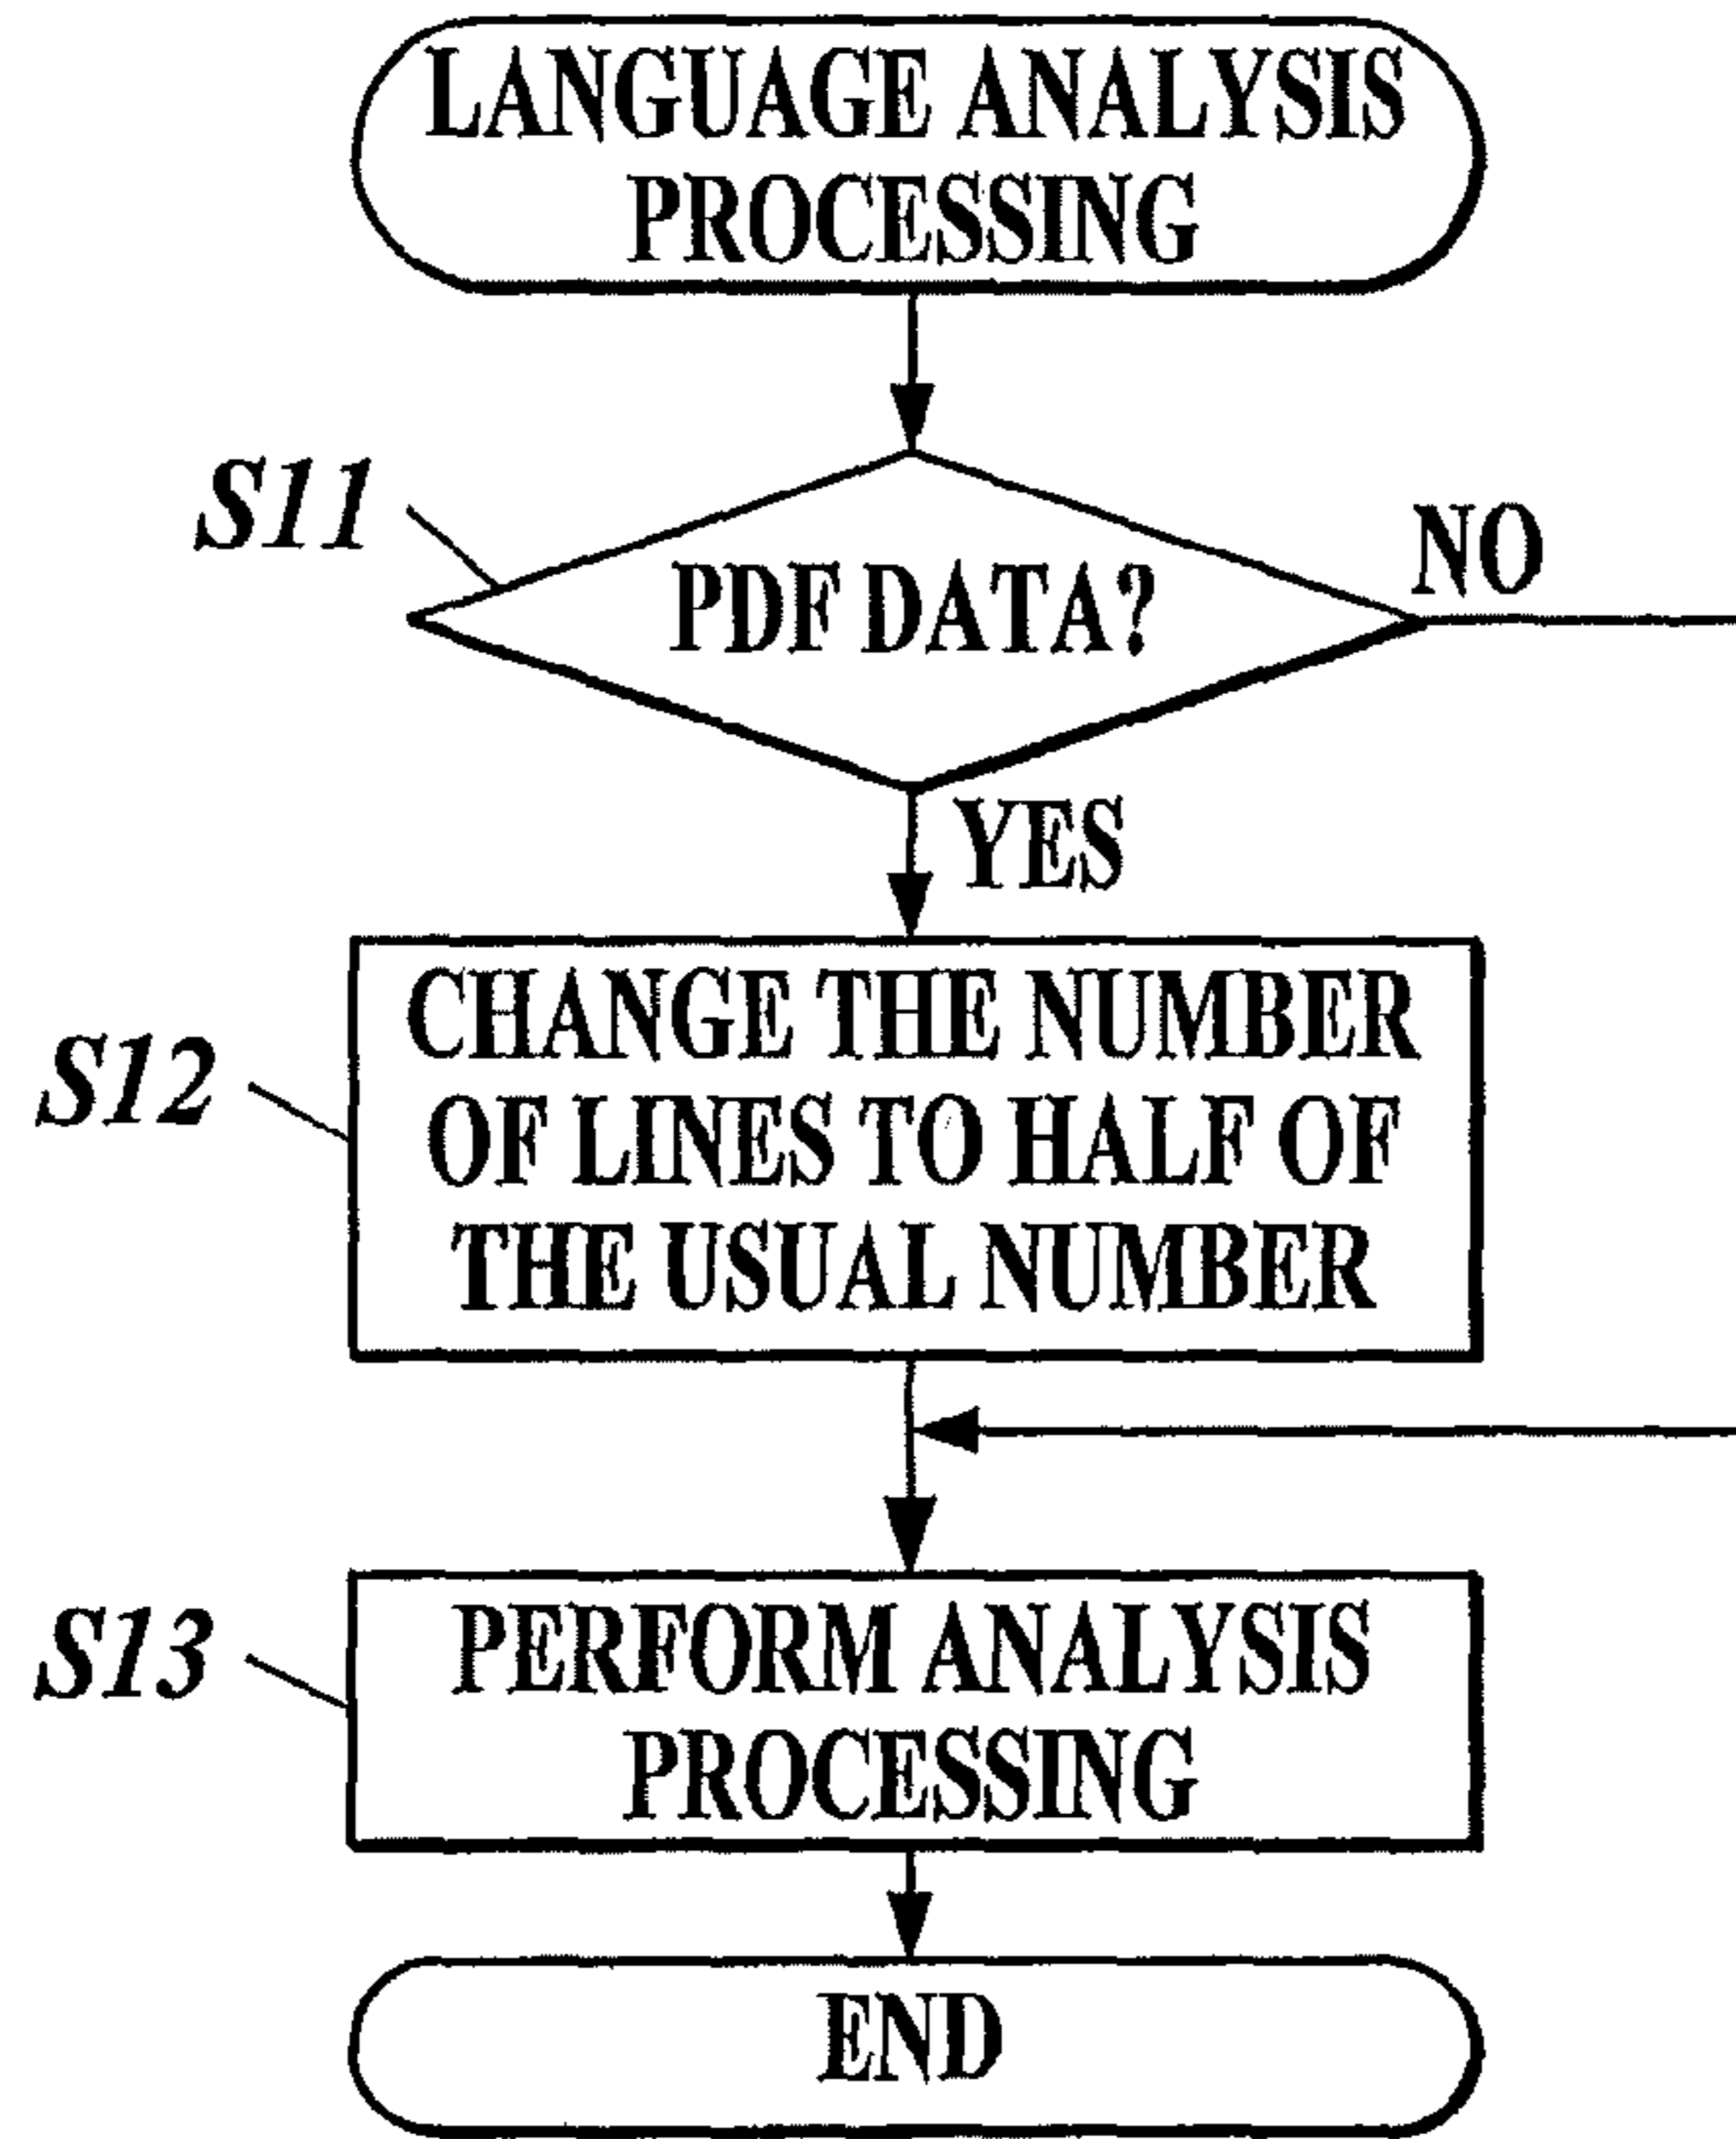 LANGUAGE ANALYSIS
PROCESSING
S11
PDF DATA?
NO
YES
S12
CHANGE THE NUMBER
OF LINES TO HALF OF
THE USUAL NUMBER
S13
PERFORM ANALYSIS
PROCESSING
END